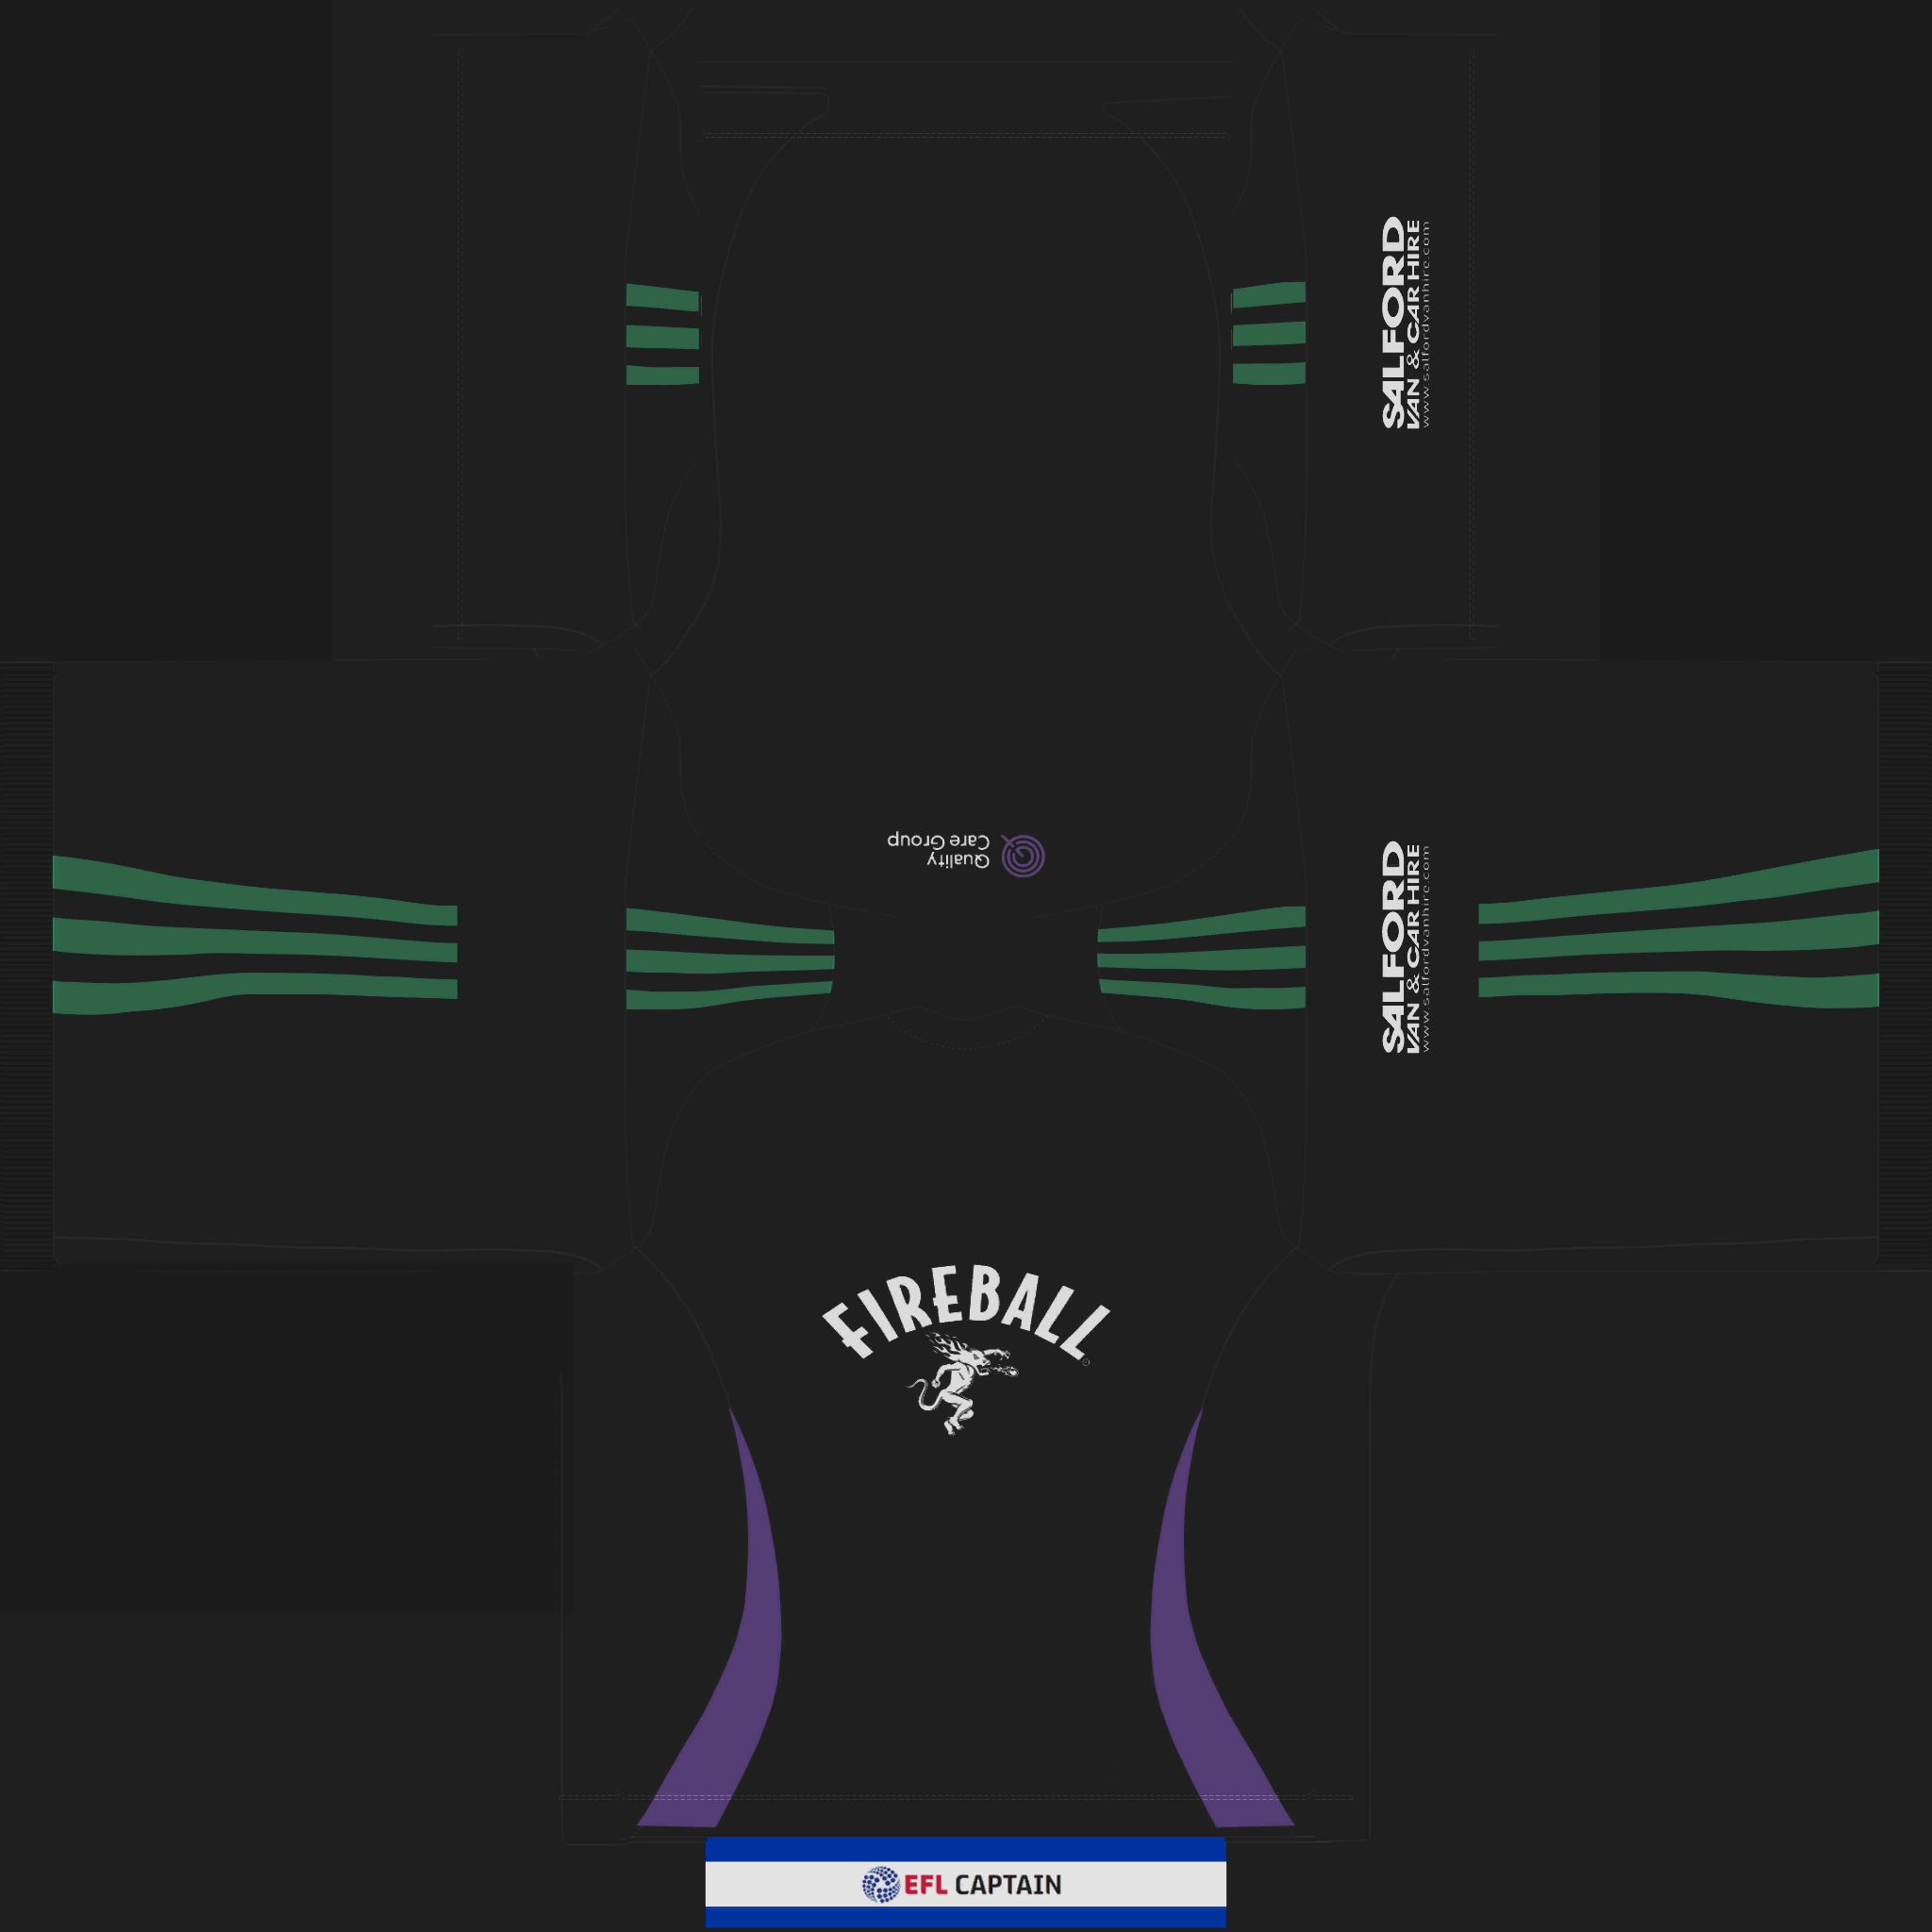 SALFORD
VAN & CAR HIRE
www.salfordvanhire.com
Quality
Care Group
SALFORD
VAN & CAR HIRE
www.salfordvanhire.com
FIREBALL
EFL CAPTAIN